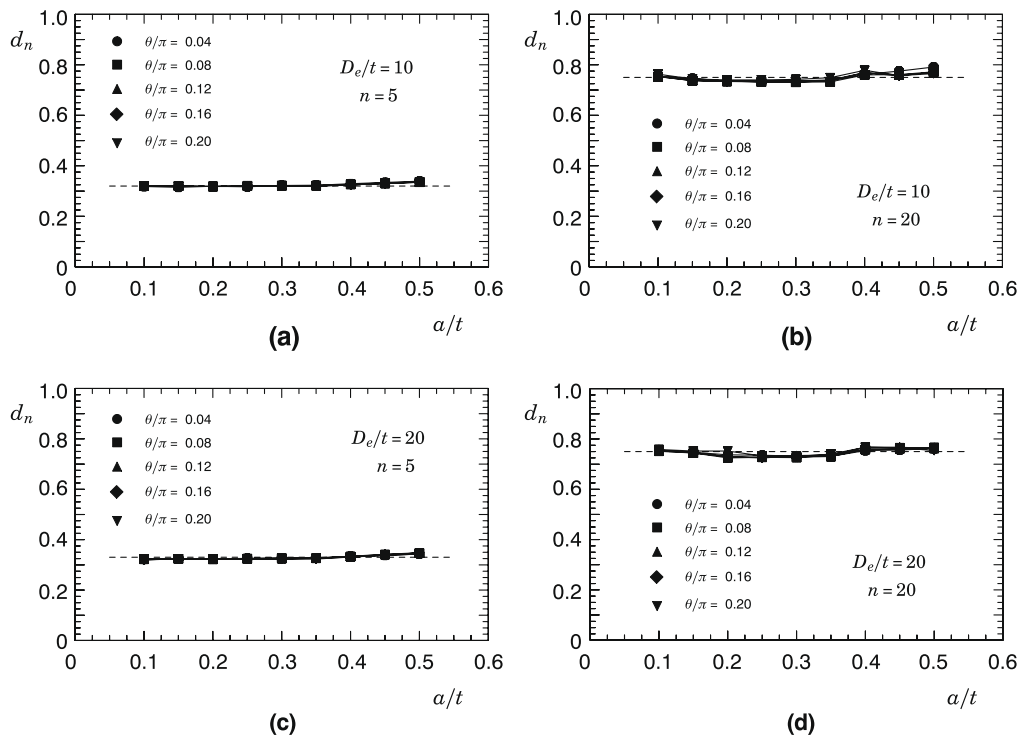 1.0
d_n
0.8
0.6
0.4
0.2
0
θ/π = 0.04
θ/π = 0.08
θ/π = 0.12
θ/π = 0.16
θ/π = 0.20
D_e/t = 10
n = 5
0 0.1 0.2 0.3 0.4 0.5 0.6
a/t
(a)
1.0
d_n
0.8
0.6
0.4
0.2
0
θ/π = 0.04
θ/π = 0.08
θ/π = 0.12
θ/π = 0.16
θ/π = 0.20
D_e/t = 10
n = 20
0 0.1 0.2 0.3 0.4 0.5 0.6
a/t
(b)
1.0
d_n
0.8
0.6
0.4
0.2
0
θ/π = 0.04
θ/π = 0.08
θ/π = 0.12
θ/π = 0.16
θ/π = 0.20
D_e/t = 20
n = 5
0 0.1 0.2 0.3 0.4 0.5 0.6
a/t
(c)
1.0
d_n
0.8
0.6
0.4
0.2
0
θ/π = 0.04
θ/π = 0.08
θ/π = 0.12
θ/π = 0.16
θ/π = 0.20
D_e/t = 20
n = 20
0 0.1 0.2 0.3 0.4 0.5 0.6
a/t
(d)